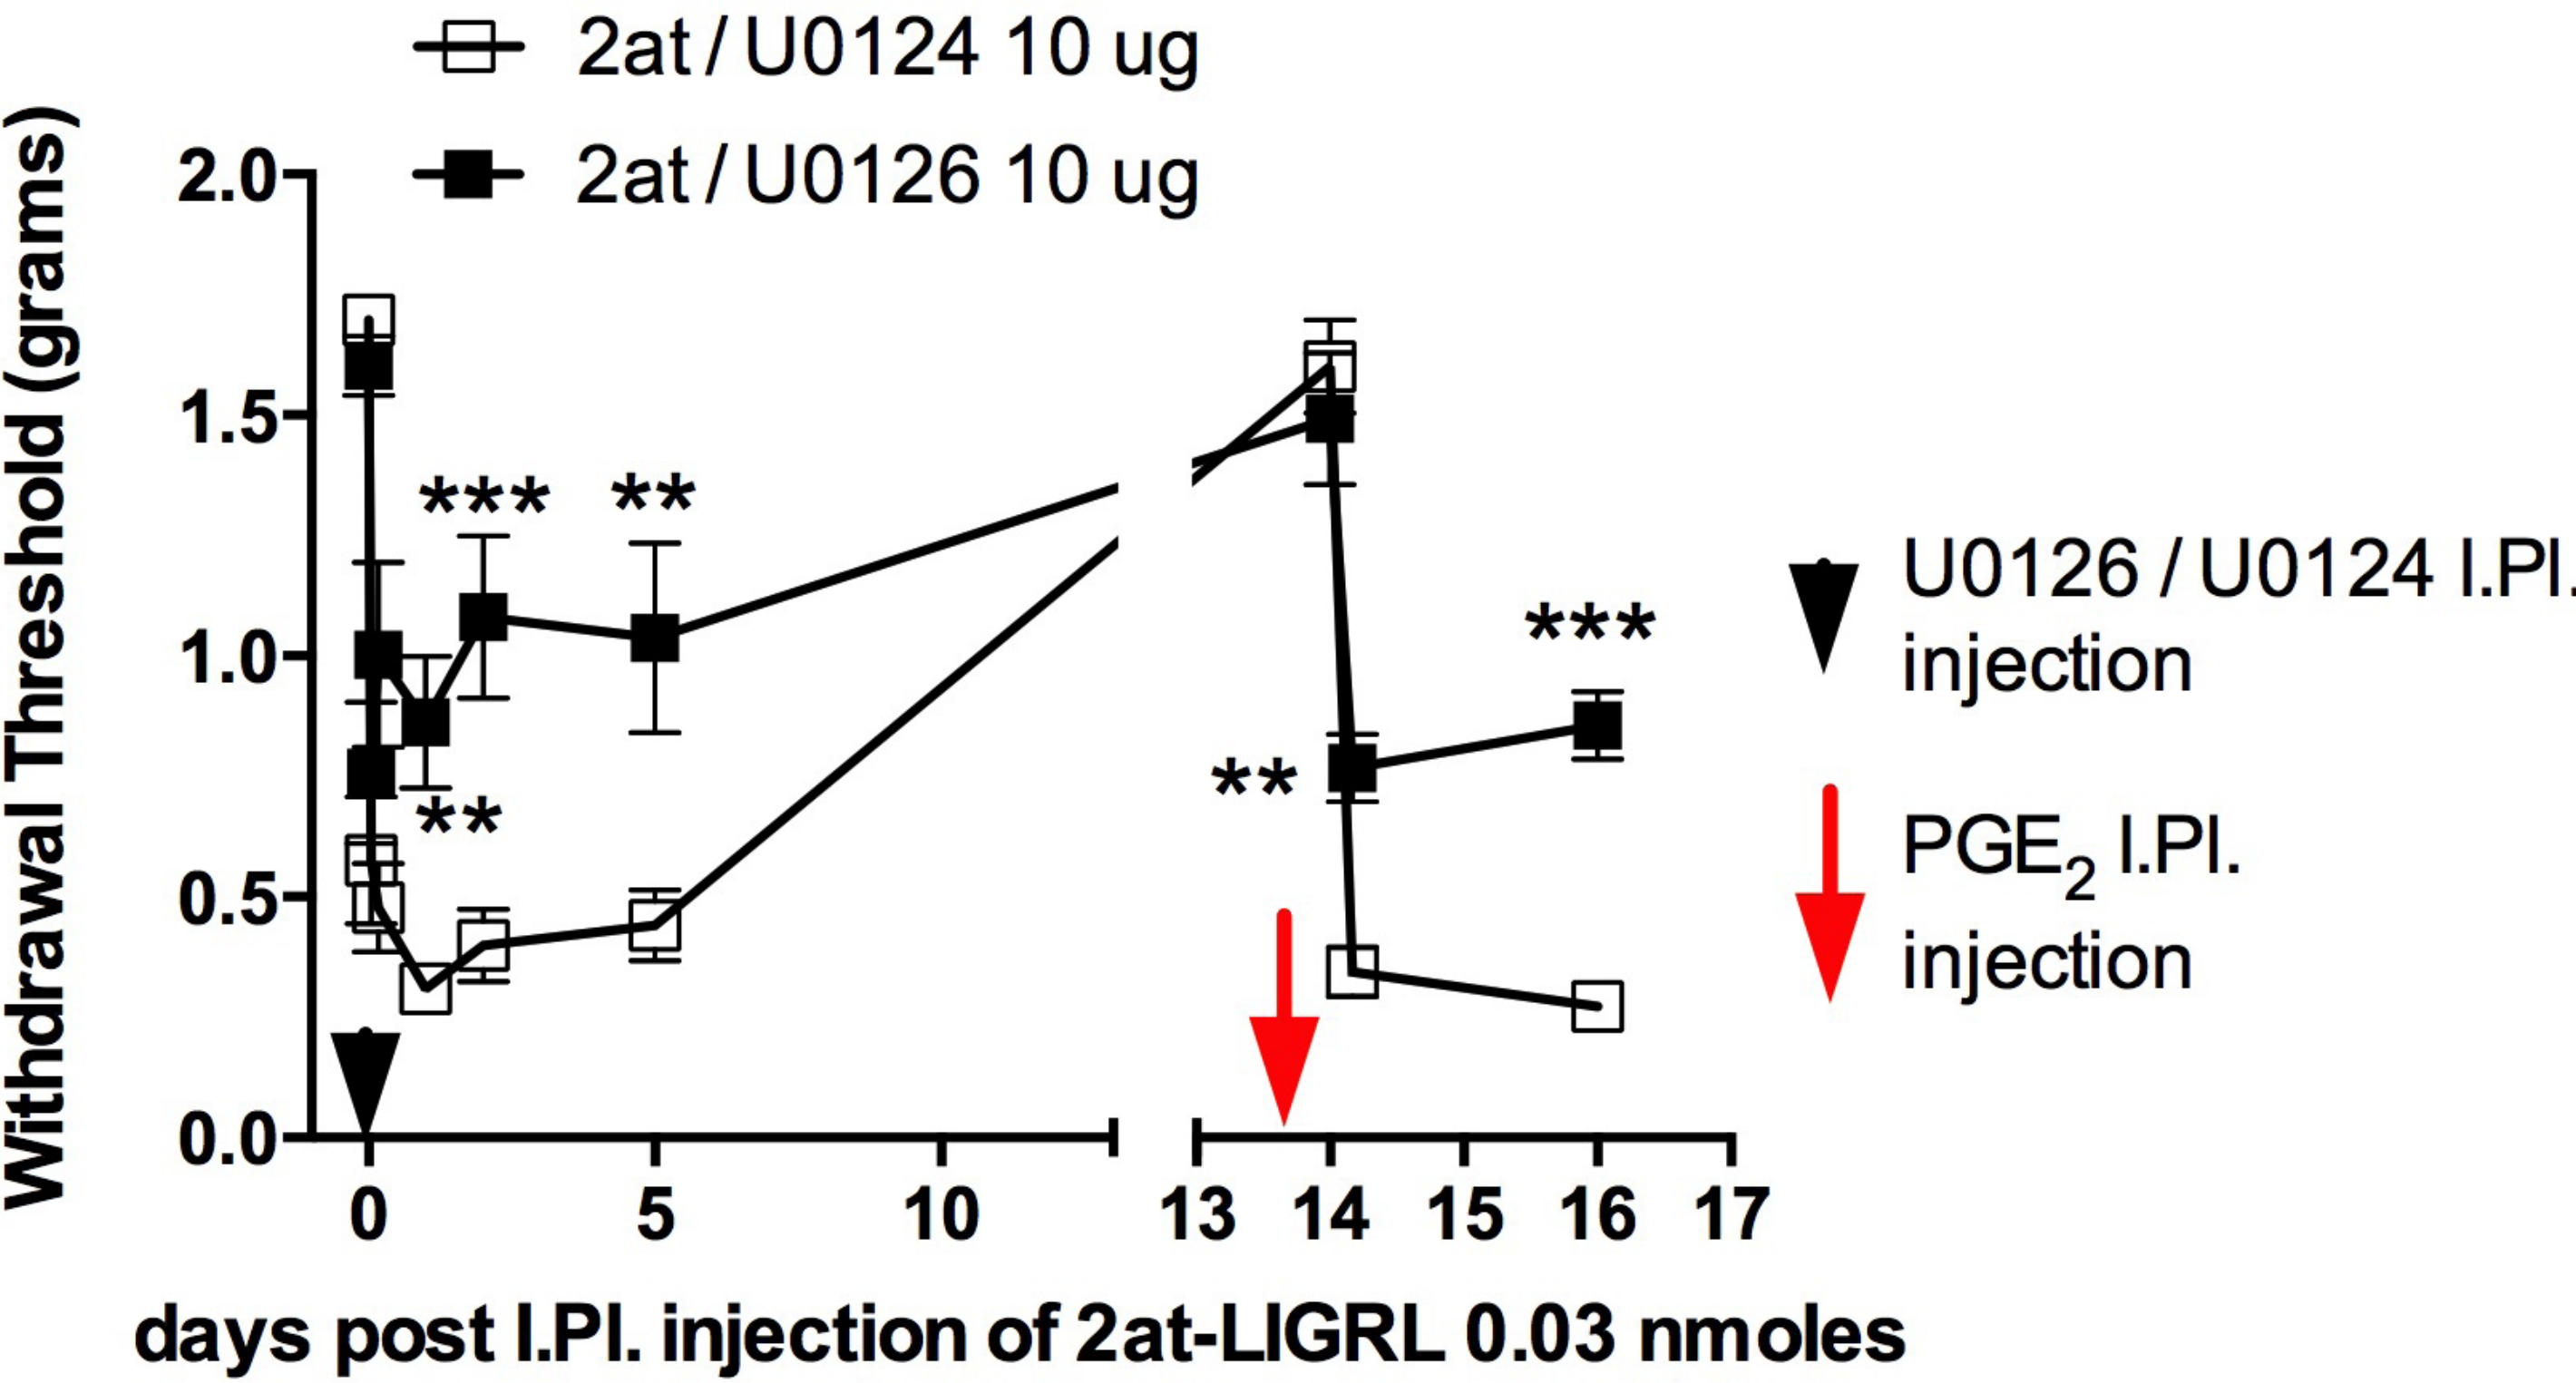 2at / U0124 10 ug
2at / U0126 10 ug
Withdrawal Threshold (grams)
2.0
1.5
1.0
0.5
0.0
***
**
**
**
***
U0126 / U0124 I.Pl.
injection
PGE2 I.Pl.
injection
0 5 10 13 14 15 16 17
days post I.Pl. injection of 2at-LIGRL 0.03 nmoles